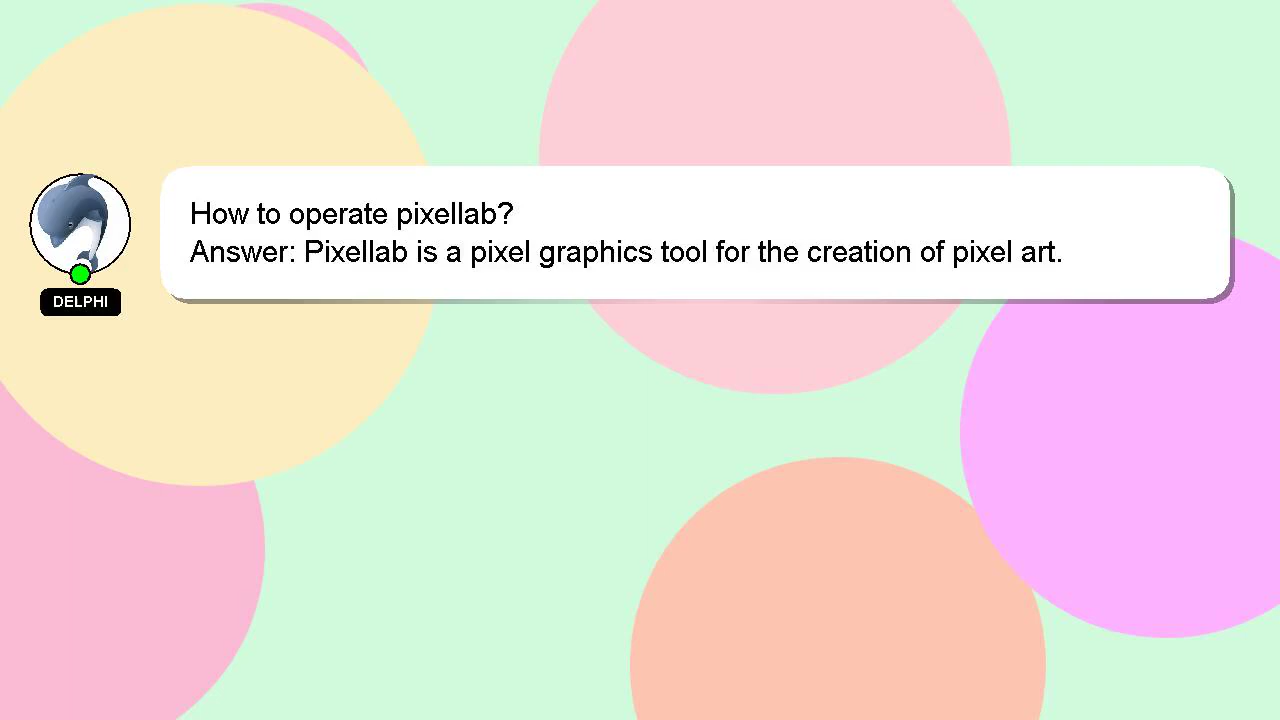 How to operate pixellab?
Answer: Pixellab is a pixel graphics tool for the creation of pixel art.
DELPHI